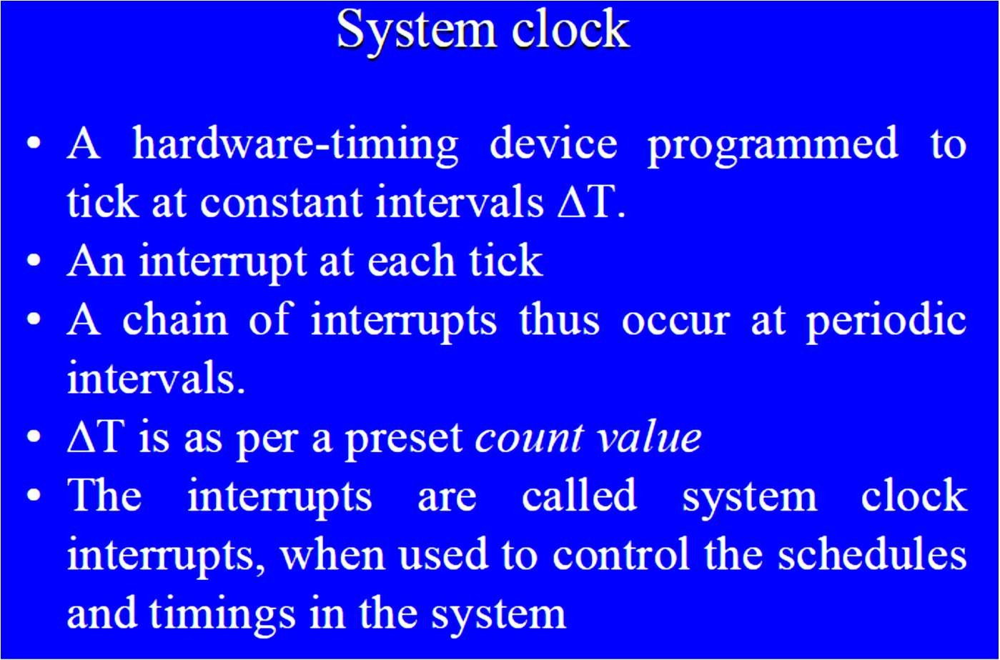 System clock
• A hardware-timing device programmed to
tick at constant intervals ΔT.
• An interrupt at each tick
• A chain of interrupts thus occur at periodic
intervals.
• ΔT is as per a preset count value
• The interrupts are called system clock
interrupts, when used to control the schedules
and timings in the system